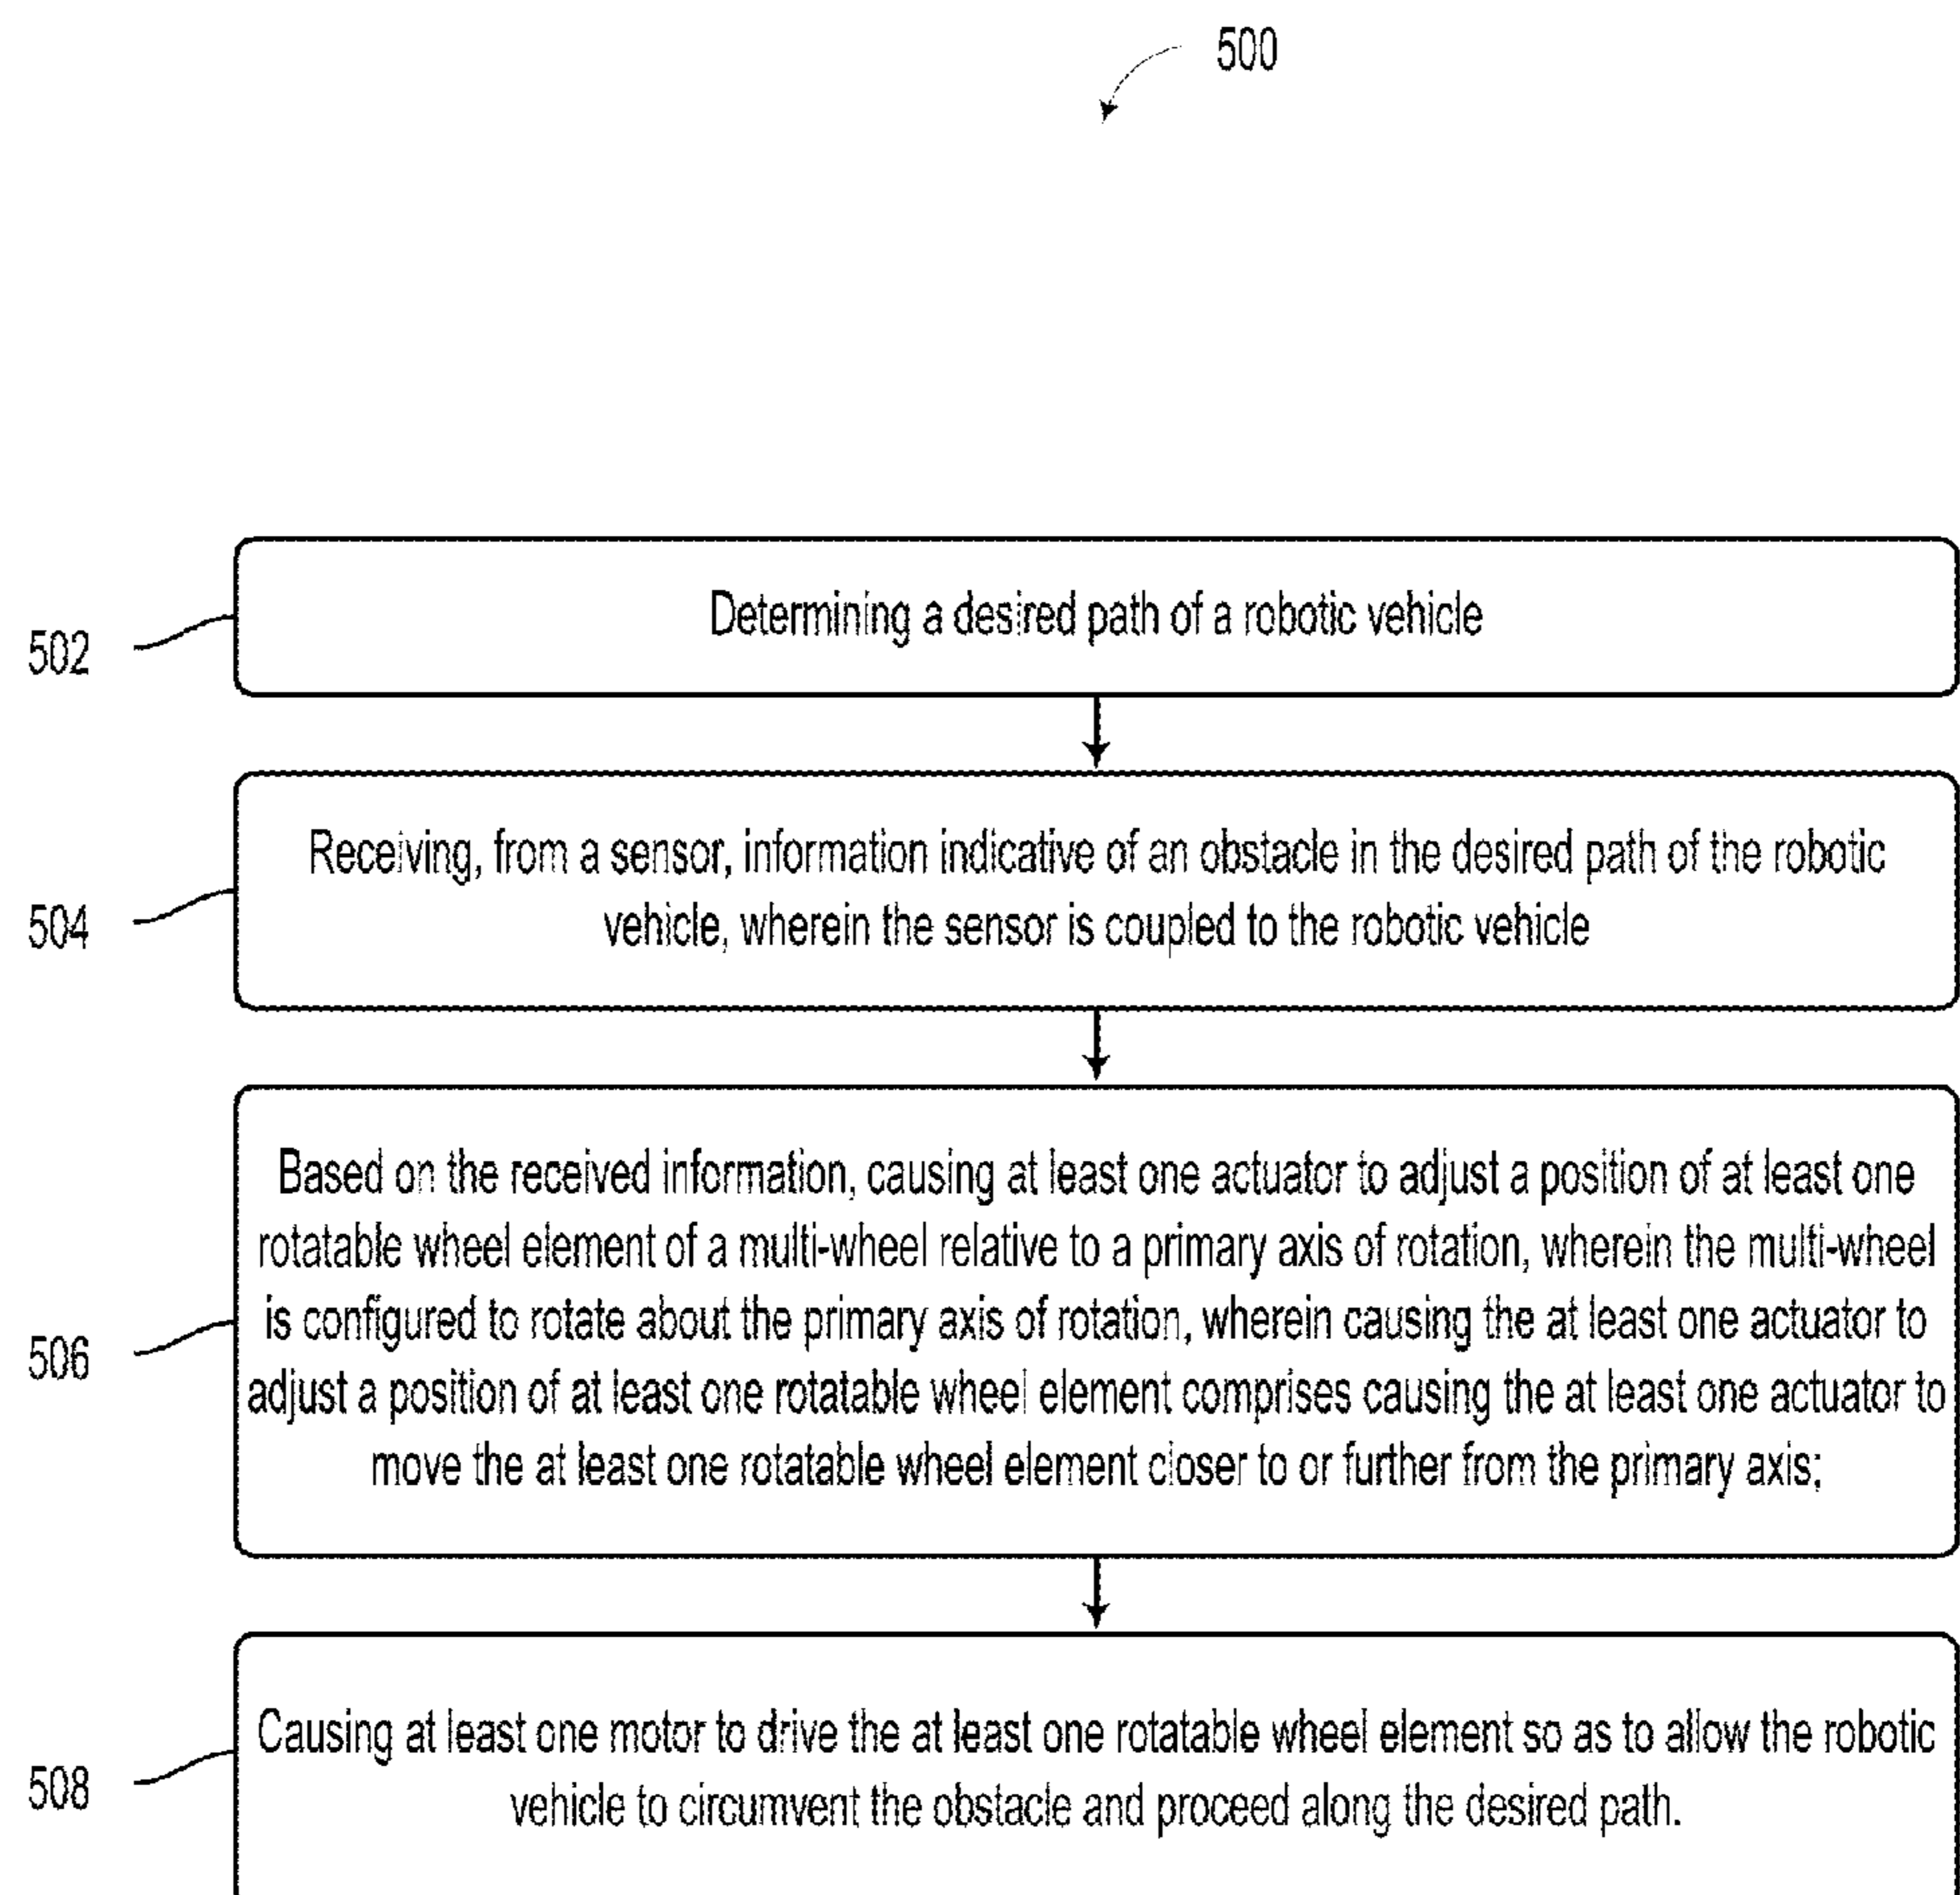 500
502
Determining a desired path of a robotic vehicle
504
Receiving, from a sensor, information indicative of an obstacle in the desired path of the robotic
vehicle, wherein the sensor is coupled to the robotic vehicle
506
Based on the received information, causing at least one actuator to adjust a position of at least one
rotatable wheel element of a multi-wheel relative to a primary axis of rotation, wherein the multi-wheel
is configured to rotate about the primary axis of rotation, wherein causing the at least one actuator to
adjust a position of at least one rotatable wheel element comprises causing the at least one actuator to
move the at least one rotatable wheel element closer to or further from the primary axis;
508
Causing at least one motor to drive the at least one rotatable wheel element so as to allow the robotic
vehicle to circumvent the obstacle and proceed along the desired path.